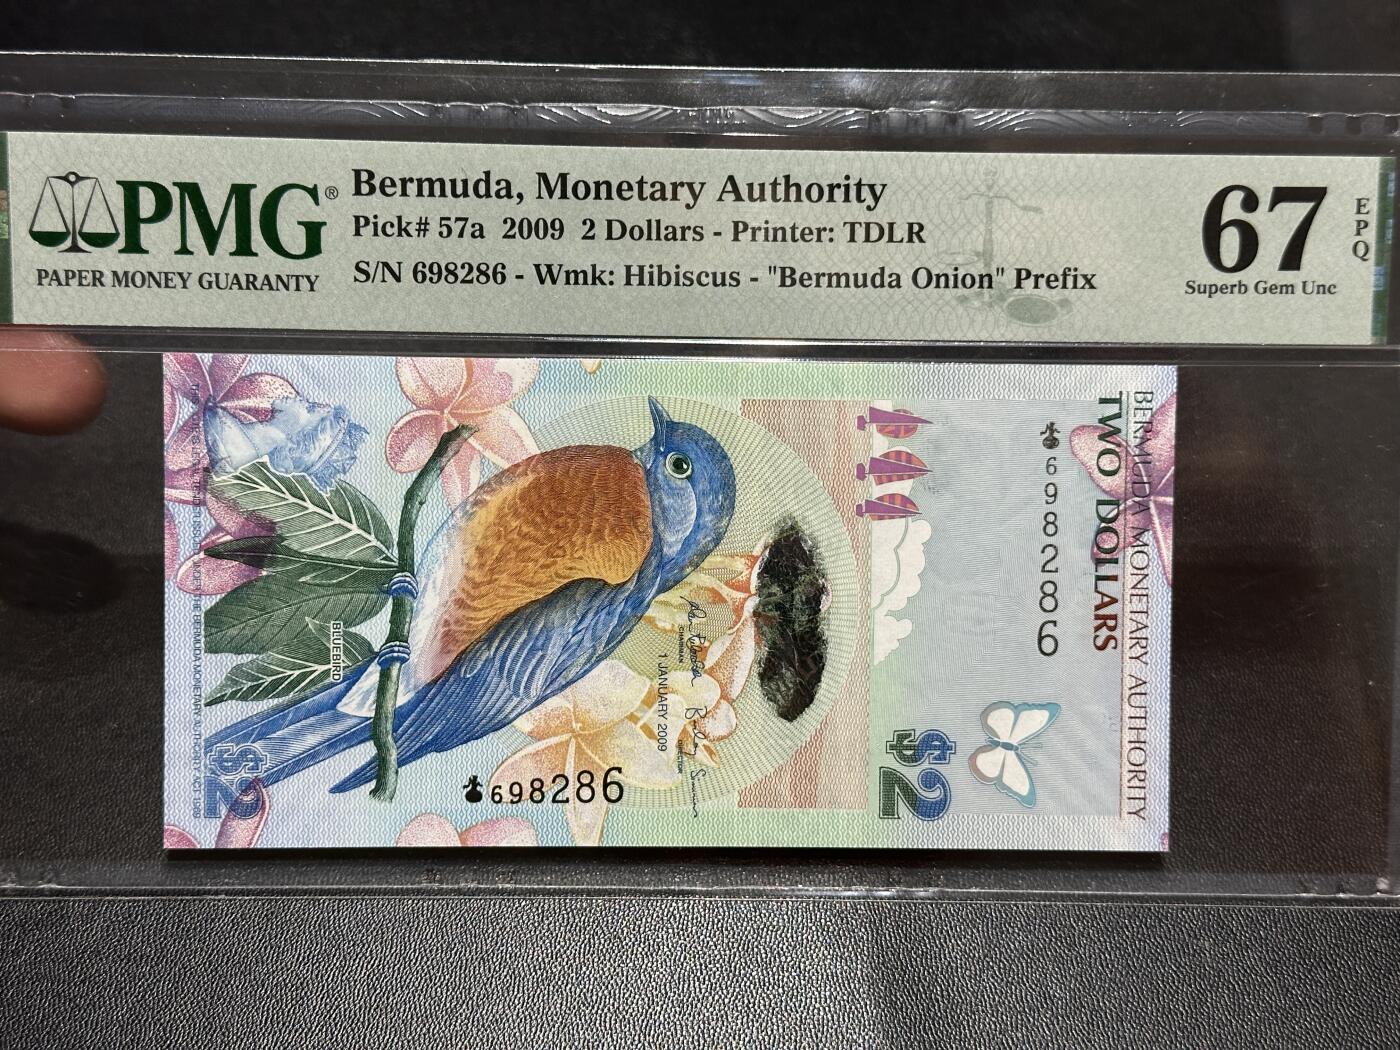 PMG®
PAPER MONEY GUARANTY
Bermuda, Monetary Authority
Pick# 57a 2009 2 Dollars - Printer: TDLR
S/N 698286 - Wmk: Hibiscus - "Bermuda Onion" Prefix
67
EPQ
Superb Gem Unc
BERMUDA MONETARY AUTHORITY
TWO DOLLARS
698286
$2
BLUEBIRD
CHAIRMAN
1 JANUARY 2009
DIRECTOR
698286
$2